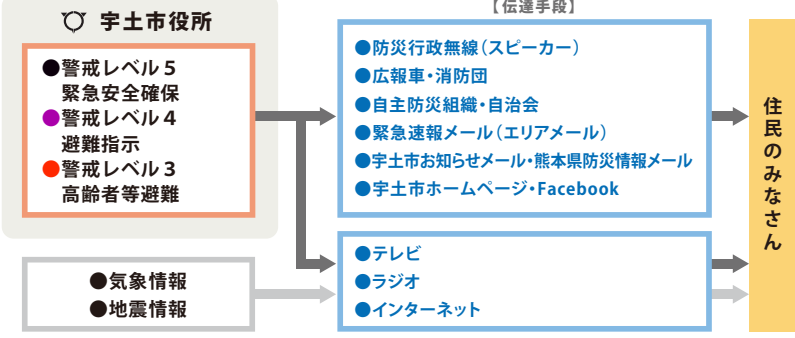 宇土市役所
●警戒レベル5
緊急安全確保
●警戒レベル4
避難指示
●警戒レベル3
高齢者等避難
●気象情報
●地震情報
【伝達手段】
●防災行政無線（スピーカー）
●広報車・消防団
●自主防災組織・自治会
●緊急速報メール（エリアメール）
●宇土市お知らせメール・熊本県防災情報メール
●宇土市ホームページ・Facebook
●テレビ
●ラジオ
●インターネット
住民のみなさん